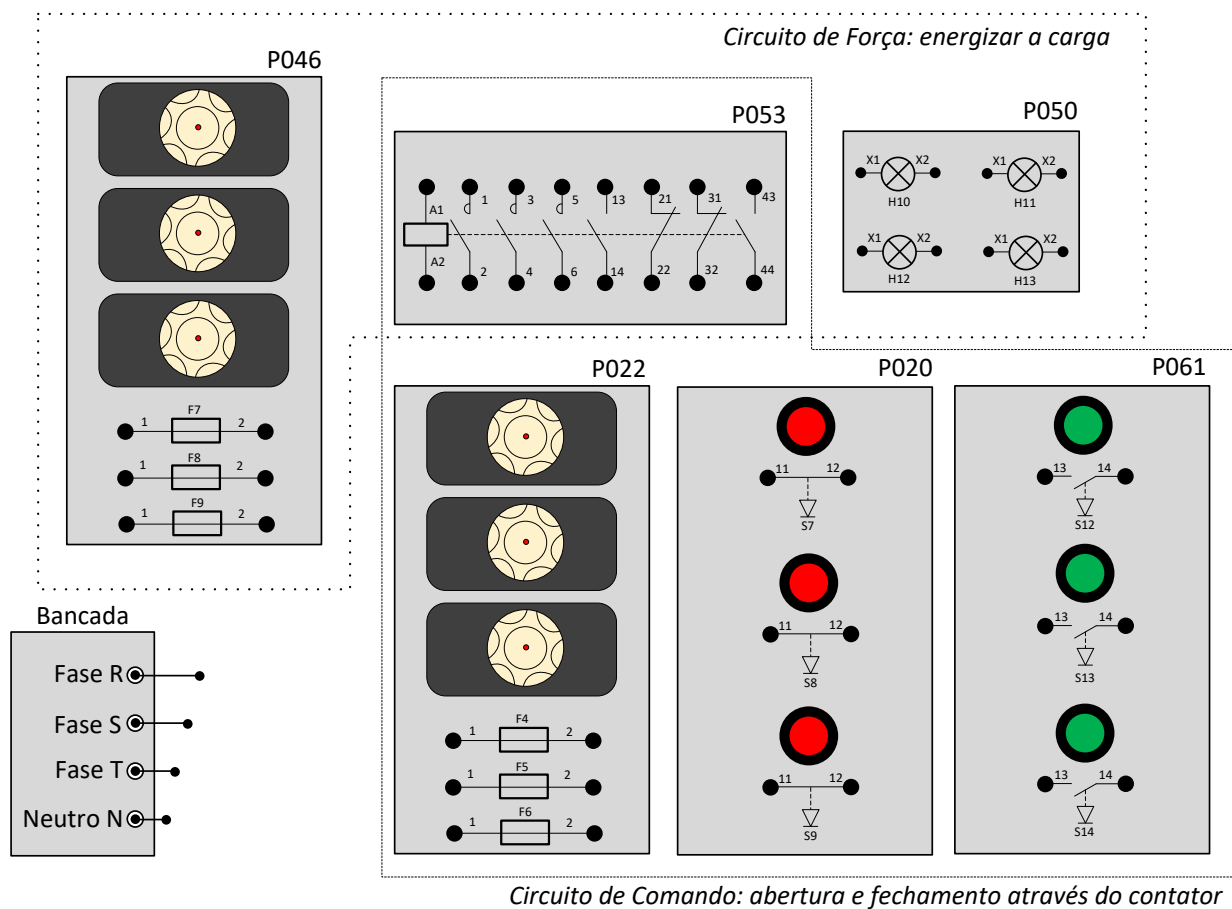 Circuito de Força: energizar a carga
P046
P053
P050
A1 1 3 5 13 21 31 43
A2 2 4 6 14 22 32 44
X1 X2 X1 X2
H10 H11
X1 X2 X1 X2
H12 H13
F7
1 2
F8
1 2
F9
1 2
P022
P020
P061
F4
1 2
F5
1 2
F6
1 2
11 12
S7
11 12
S8
11 12
S9
13 14
S12
13 14
S13
13 14
S14
Bancada
Fase R
Fase S
Fase T
Neutro N
Circuito de Comando: abertura e fechamento através do contator